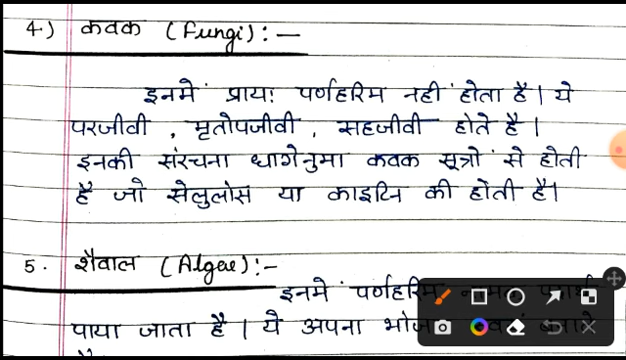 4.) कवक (Fungi) : —
इनमें प्रायः पर्णहरिम नहीं होता है। ये
परजीवी , मृतोपजीवी , सहजीवी होते है।
इनकी संरचना धागेनुमा कवक सूत्रों से होती
है जो सेलुलोस या काइटिन की होती है।
5. शैवाल (Algae) :-
इनमें पर्णहरिम
पाया जाता है। ये अपना